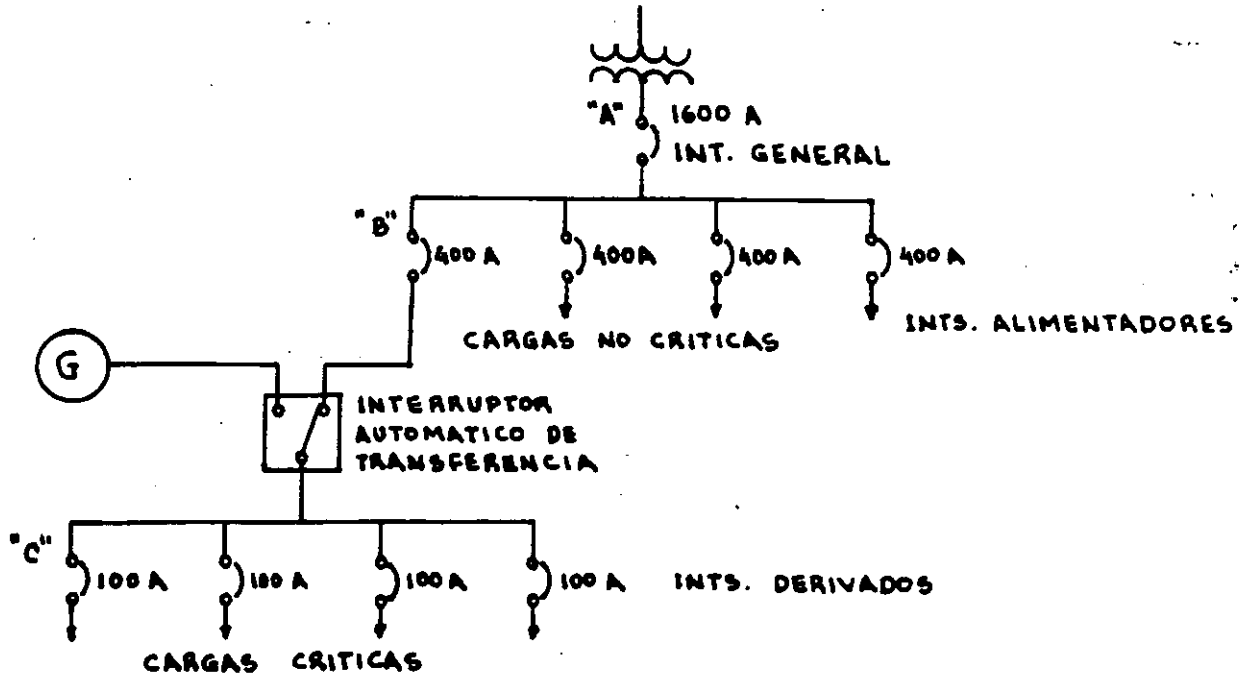 "A" 1600 A
INT. GENERAL
"B"
400 A 400 A 400 A 400 A
CARGAS NO CRITICAS
INTS. ALIMENTADORES
G
INTERRUPTOR
AUTOMATICO DE
TRANSFERENCIA
"C"
100 A 100 A 100 A 100 A INTS. DERIVADOS
CARGAS CRITICAS